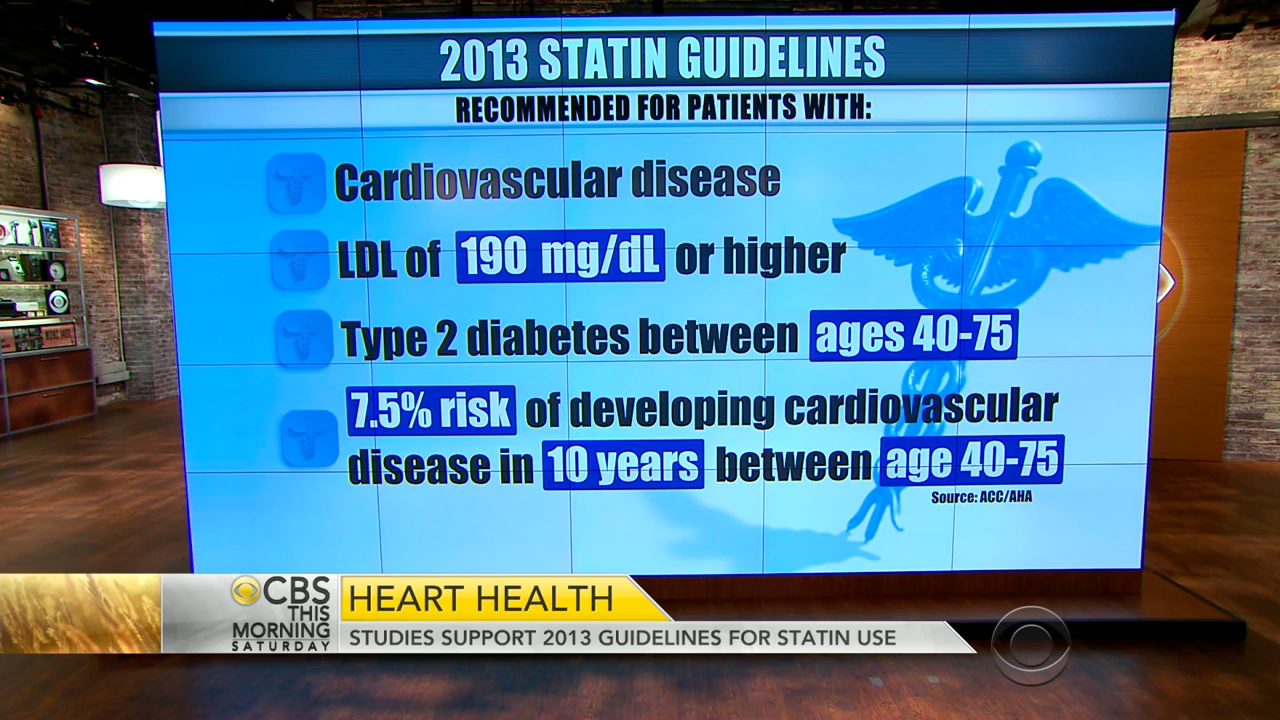 2013 STATIN GUIDELINES
RECOMMENDED FOR PATIENTS WITH:
Cardiovascular disease
LDL of 190 mg/dL or higher
Type 2 diabetes between ages 40-75
7.5% risk of developing cardiovascular
disease in 10 years between age 40-75
Source: ACC/AHA
CBS
THIS
MORNING
SATURDAY
HEART HEALTH
STUDIES SUPPORT 2013 GUIDELINES FOR STATIN USE